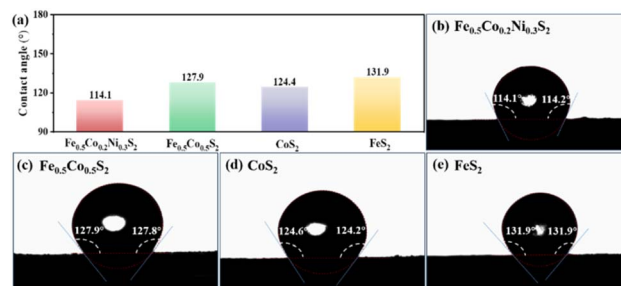 (a)
Contact angle (°)
180
150
120
90
114.1
127.9
124.4
131.9
Fe0.5Co0.2Ni0.3S2
Fe0.5Co0.5S2
CoS2
FeS2
(b) Fe0.5Co0.2Ni0.3S2
114.1° 114.2°
(c) Fe0.5Co0.5S2
127.9° 127.8°
(d) CoS2
124.6° 124.2°
(e) FeS2
131.9° 131.9°